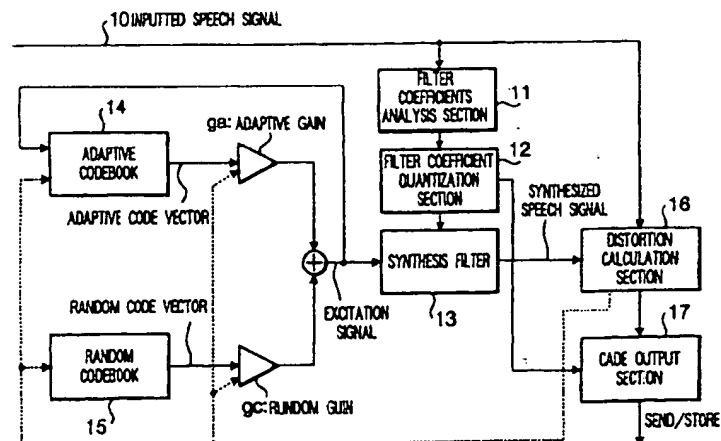 10 INPUTTED SPEECH SIGNAL
FILTER
COEFFICIENTS
ANALYSIS SECTION
11
14
ga: ADAPTIVE GAIN
ADAPTIVE
CODEBOOK
ADAPTIVE CODE VECTOR
12
FILTER COEFFICIENT
QUANTIZATION
SECTION
SYNTHESIZED
SPEECH SIGNAL
16
DISTORTION
CALCULATION
SECTION
SYNTHESIS FILTER
13
EXCITATION
SIGNAL
RANDOM CODE VECTOR
17
RANDOM
CODEBOOK
15
gc: RUNDOM GUIN
CADE OUTPUT
SECTION
SEND/STORE